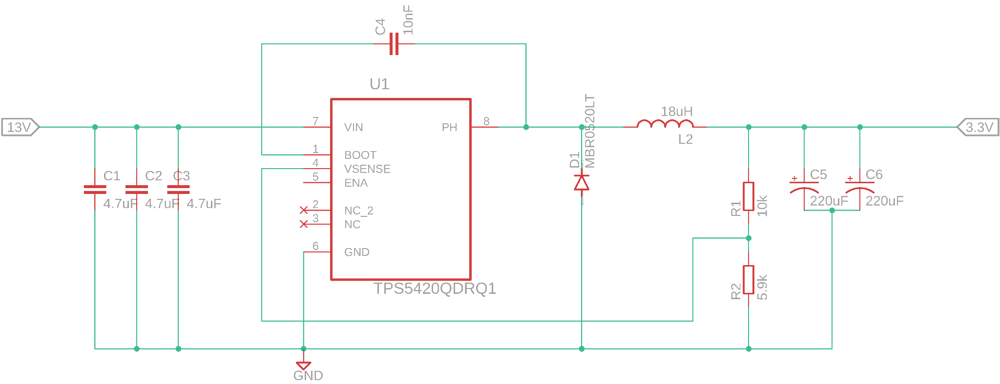 C4
10nF
U1
13V
7
VIN
PH
8
1
BOOT
4
VSENSE
5
ENA
2
NC_2
3
NC
6
GND
TPS5420QDRQ1
C1
4.7uF
C2
4.7uF
C3
4.7uF
D1
MBR0520LT
18uH
L2
3.3V
R1
10k
R2
5.9k
+
C5
220uF
+
C6
220uF
GND